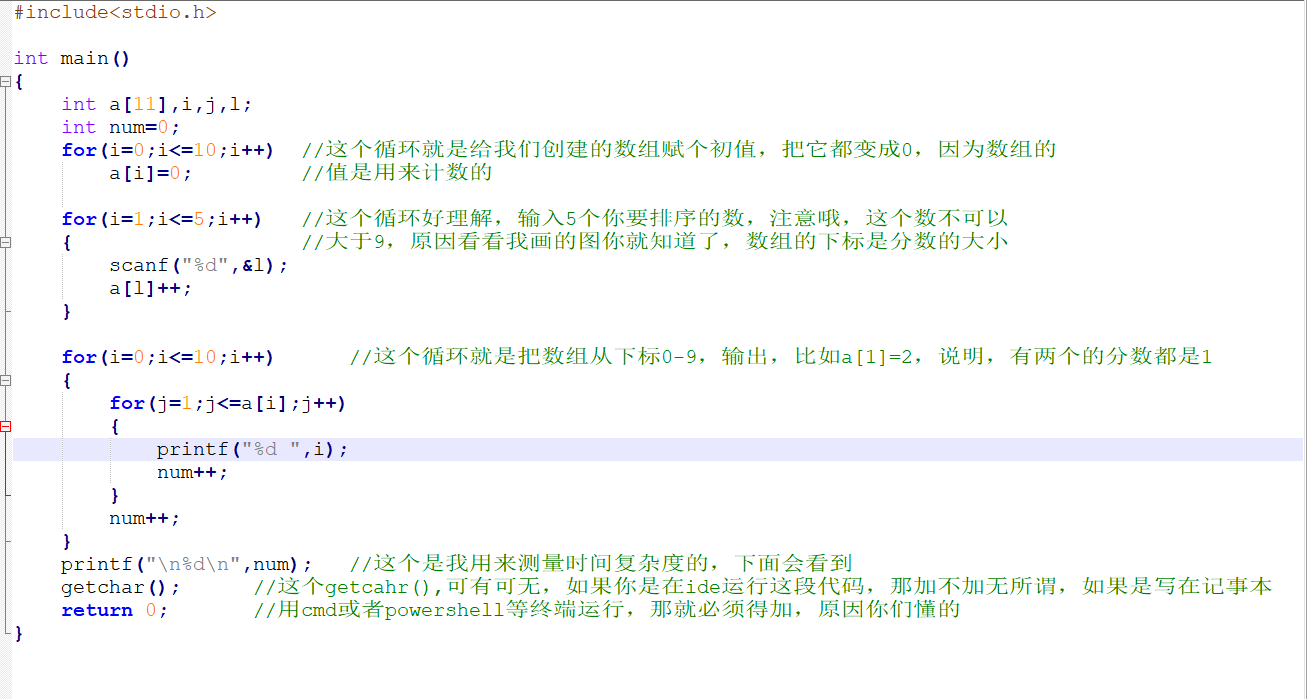 #include<stdio.h>
int main()
{
int a[11],i,j,l;
int num=0;
for(i=0;i<=10;i++) //这个循环就是给我们创建的数组赋个初值，把它都变成0，因为数组的
a[i]=0; //值是用来计数的
for(i=1;i<=5;i++) //这个循环好理解，输入5个你要排序的数，注意哦，这个数不可以
{ //大于9，原因看看我画的图你就知道了，数组的下标是分数的大小
scanf("%d",&l);
a[l]++;
}
for(i=0;i<=10;i++) //这个循环就是把数组从下标0-9，输出，比如a[1]=2，说明，有两个的分数都是1
{
for(j=1;j<=a[i];j++)
{
printf("%d ",i);
num++;
}
num++;
}
printf("\n%d\n",num); //这个是我用来测量时间复杂度的，下面会看到
getchar(); //这个getcahr(),可有可无，如果你是在ide运行这段代码，那加不加无所谓，如果是写在记事本
return 0; //用cmd或者powershell等终端运行，那就必须得加，原因你们懂的
}